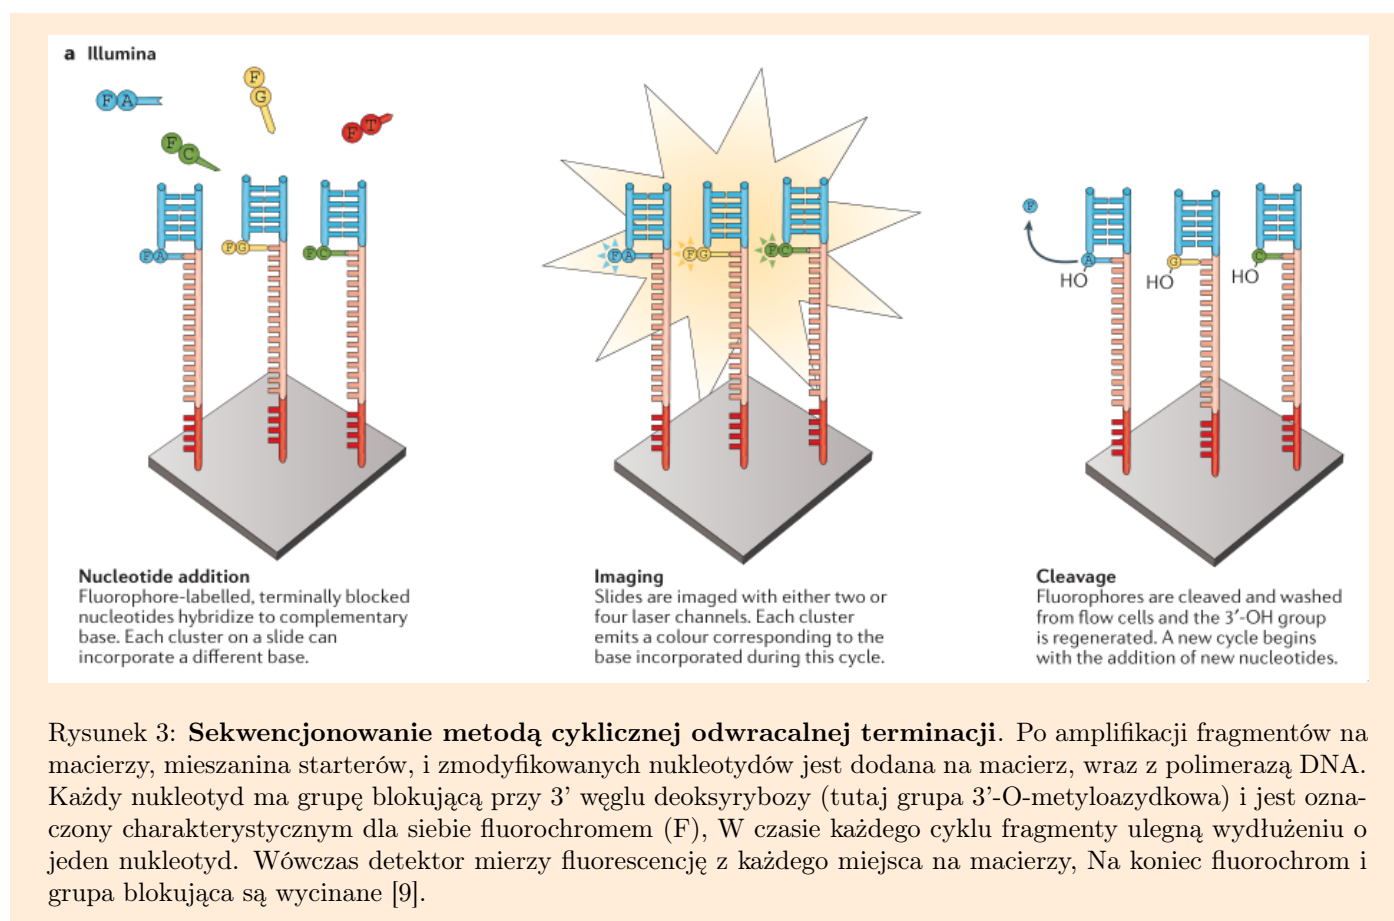 a Illumina
F
G
F A
F T
F
C
F A
F G
F C
F A
F G
F C
F
A
G
C
HO
HO
HO
Nucleotide addition
Fluorophore-labelled, terminally blocked
nucleotides hybridize to complementary
base. Each cluster on a slide can
incorporate a different base.
Imaging
Slides are imaged with either two or
four laser channels. Each cluster
emits a colour corresponding to the
base incorporated during this cycle.
Cleavage
Fluorophores are cleaved and washed
from flow cells and the 3′-OH group
is regenerated. A new cycle begins
with the addition of new nucleotides.
Rysunek 3: Sekwencjonowanie metodą cyklicznej odwracalnej terminacji. Po amplifikacji fragmentów na
macierzy, mieszanina starterów, i zmodyfikowanych nukleotydów jest dodana na macierz, wraz z polimerazą DNA.
Każdy nukleotyd ma grupę blokującą przy 3' węglu deoksyrybozy (tutaj grupa 3'-O-metyloazydkowa) i jest ozna-
czony charakterystycznym dla siebie fluorochromem (F), W czasie każdego cyklu fragmenty ulegną wydłużeniu o
jeden nukleotyd. Wówczas detektor mierzy fluorescencję z każdego miejsca na macierzy, Na koniec fluorochrom i
grupa blokująca są wycinane [9].